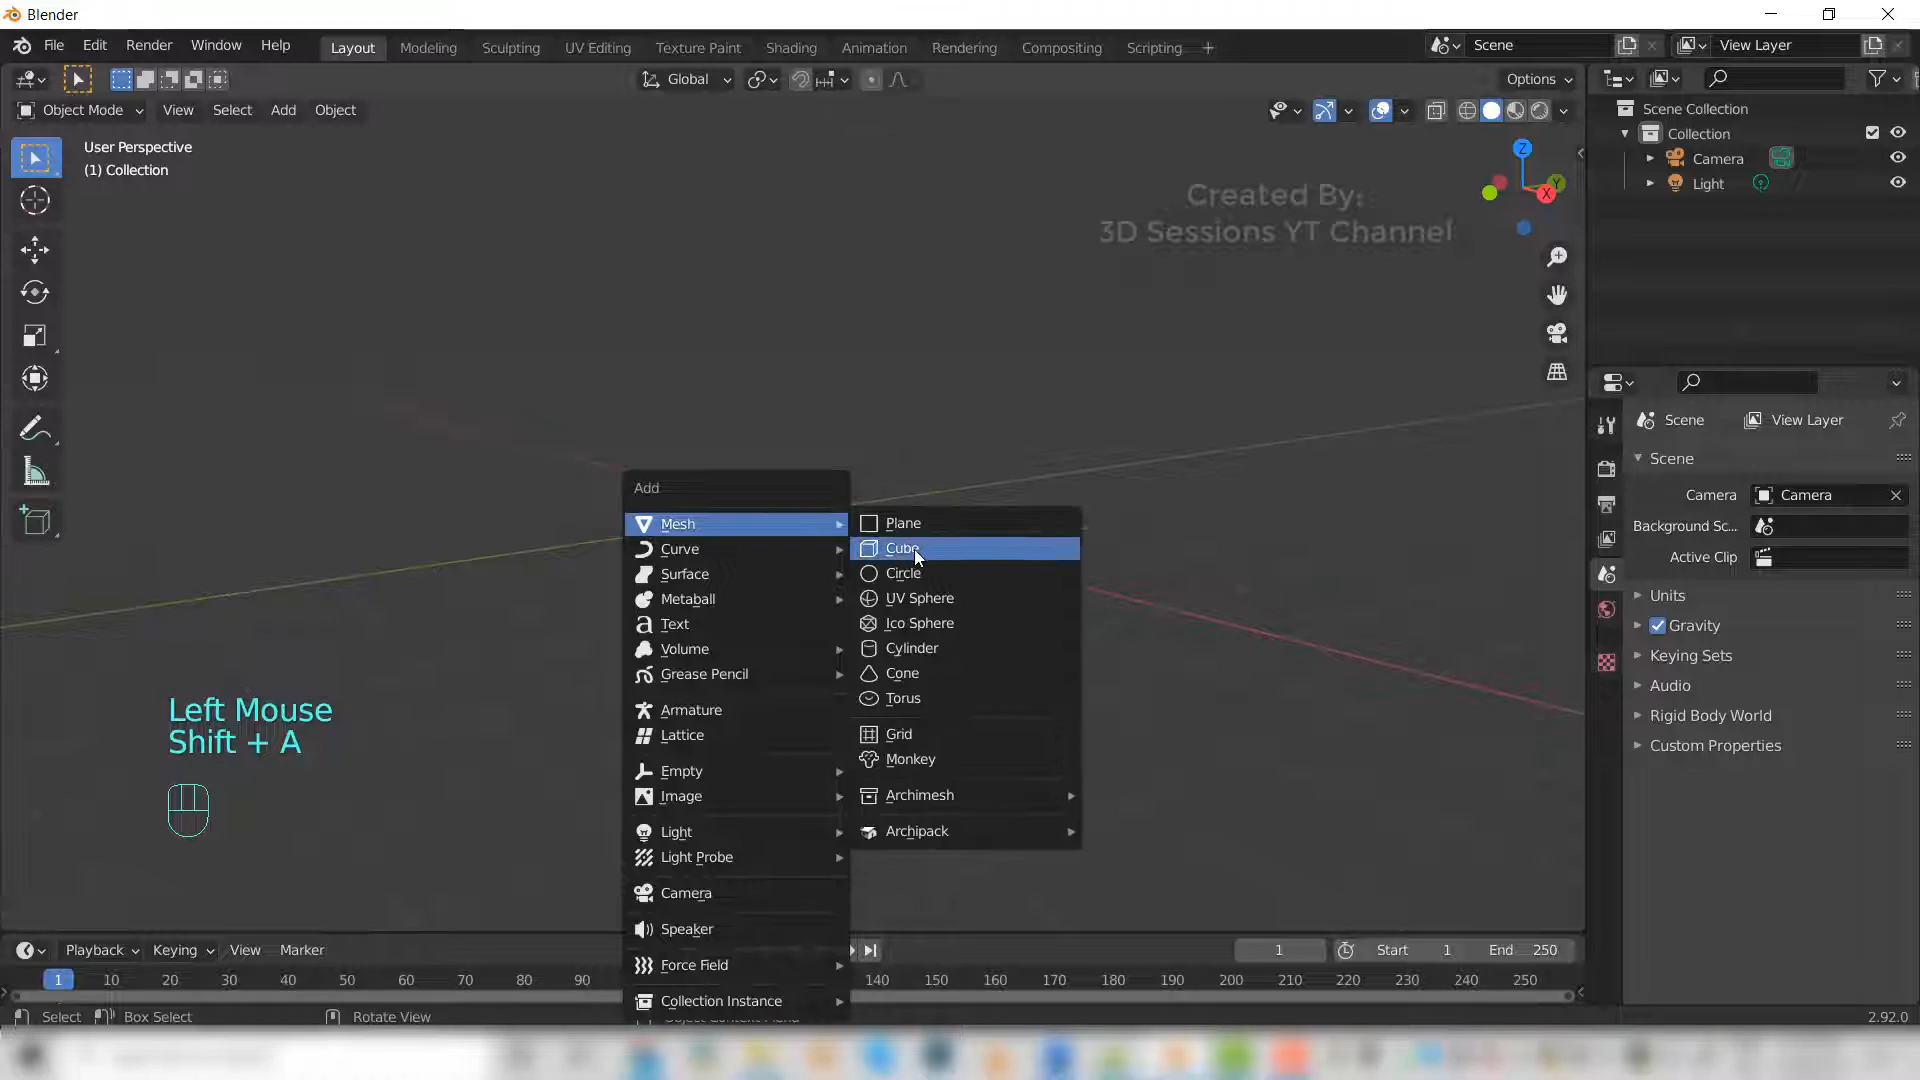 Blender
File Edit Render Window Help Layout Modeling Sculpting UV Editing Texture Paint Shading Animation Rendering Compositing Scripting Scene View Layer
Global Options
Object Mode View Select Add Object
User Perspective
(1) Collection
Created By:
3D Sessions YT Channel
Z
Y
X
Scene Collection
Collection
Camera
Light
Scene View Layer
Scene
Camera Camera
Background Sc...
Active Clip
Units
Gravity
Keying Sets
Audio
Rigid Body World
Custom Properties
Add
Mesh
Curve
Surface
Metaball
Text
Volume
Grease Pencil
Armature
Lattice
Empty
Image
Light
Light Probe
Camera
Speaker
Force Field
Collection Instance
Plane
Cube
Circle
UV Sphere
Ico Sphere
Cylinder
Cone
Torus
Grid
Monkey
Archimesh
Archipack
Left Mouse
Shift + A
Playback Keying View Marker 1 Start 1 End 250
1 10 20 30 40 50 60 70 80 90 140 150 160 170 180 190 200 210 220 230 240 250
Select Box Select Rotate View 2.92.0